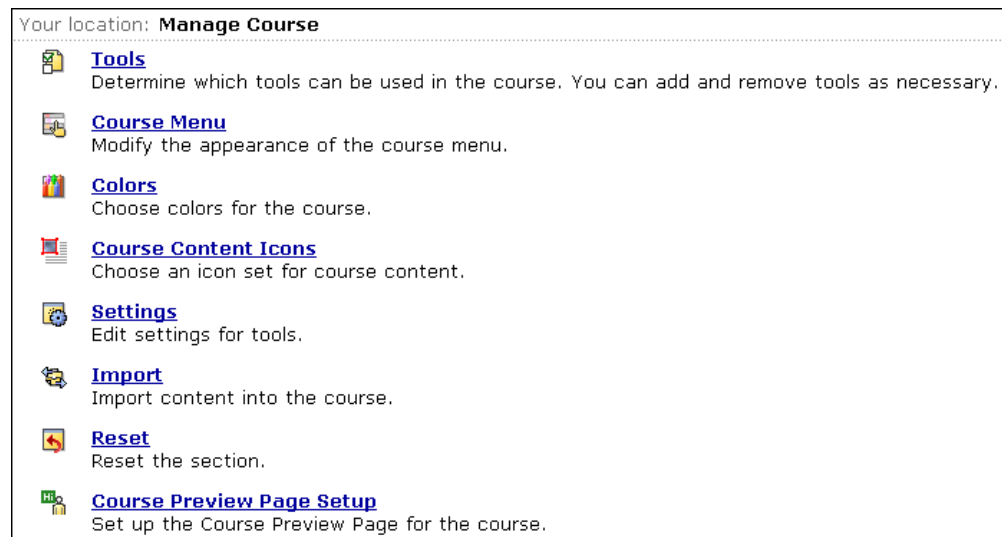 Your location: Manage Course
Tools
Determine which tools can be used in the course. You can add and remove tools as necessary.
Course Menu
Modify the appearance of the course menu.
Colors
Choose colors for the course.
Course Content Icons
Choose an icon set for course content.
Settings
Edit settings for tools.
Import
Import content into the course.
Reset
Reset the section.
Hi
Course Preview Page Setup
Set up the Course Preview Page for the course.